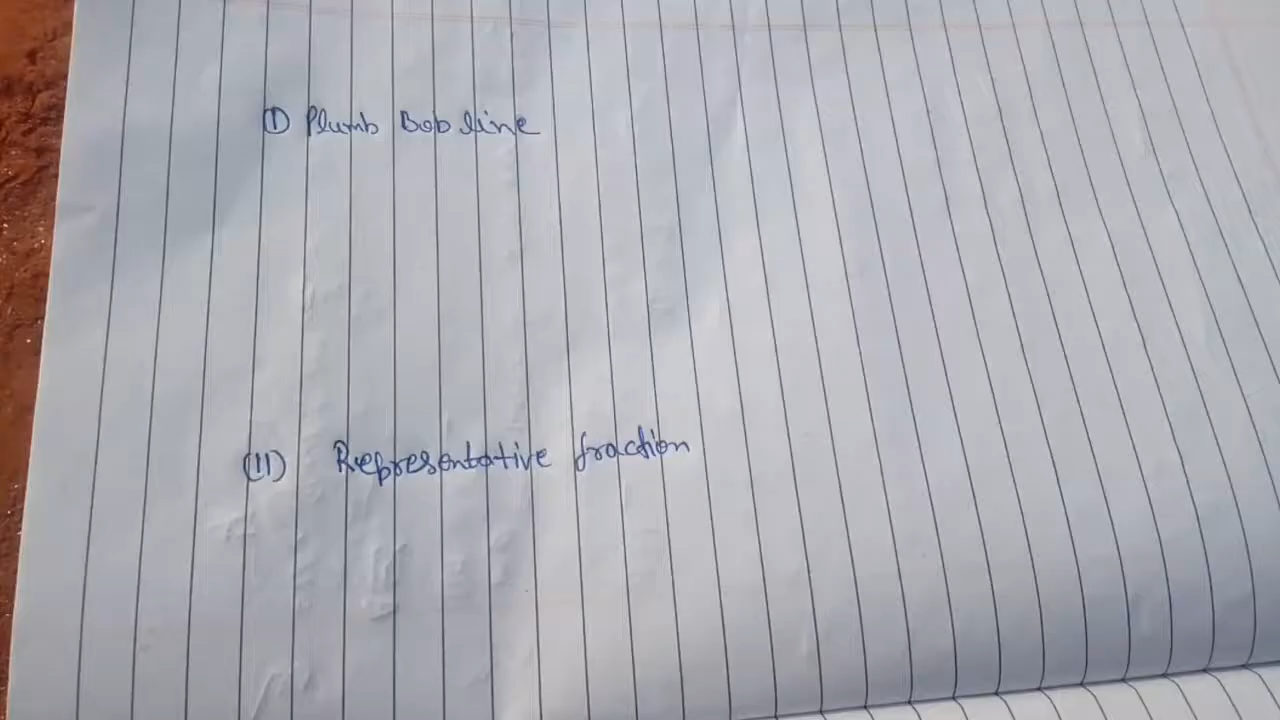 (I) Plumb Bob line
(II) Representative fraction